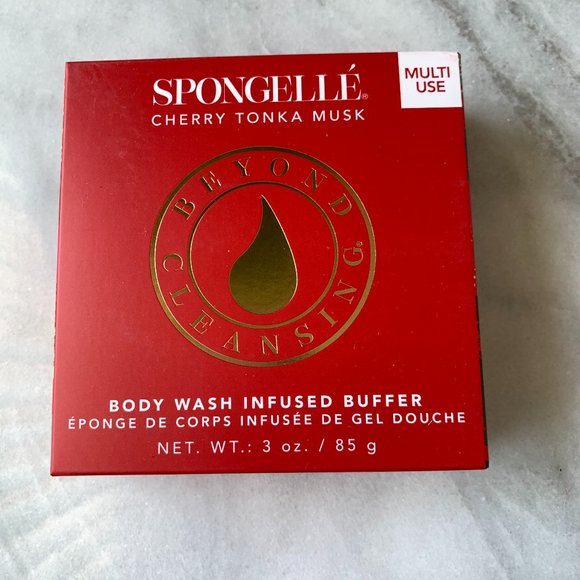 SPONGELLÉ®
MULTI
USE
CHERRY TONKA MUSK
BEYOND
CLEANSING®
BODY WASH INFUSED BUFFER
ÉPONGE DE CORPS INFUSÉE DE GEL DOUCHE
NET. WT.: 3 oz. / 85 g